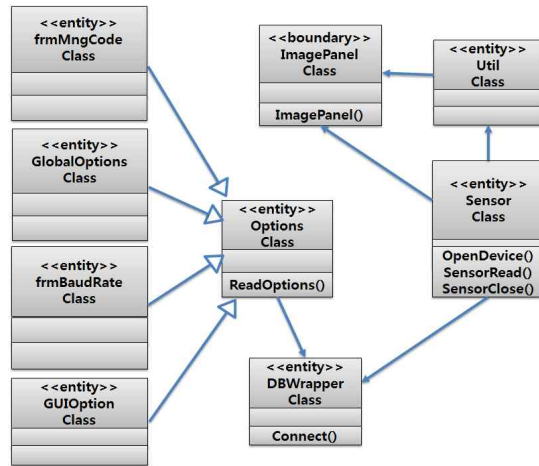 <<entity>>
frmMngCode
Class
<<entity>>
GlobalOptions
Class
<<entity>>
frmBaudRate
Class
<<entity>>
GUIOption
Class
<<entity>>
Options
Class
ReadOptions()
<<boundary>>
ImagePanel
Class
ImagePanel()
<<entity>>
Util
Class
<<entity>>
Sensor
Class
OpenDevice()
SensorRead()
SensorClose()
<<entity>>
DBWrapper
Class
Connect()